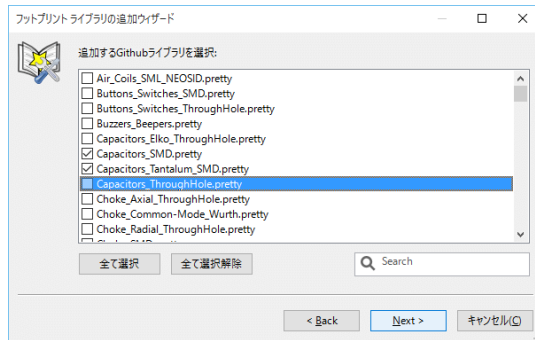 フットプリント ライブラリの追加ウィザード
追加するGithubライブラリを選択:
Air_Coils_SML_NEOSID.pretty
Buttons_Switches_SMD.pretty
Buttons_Switches_ThroughHole.pretty
Buzzers_Beepers.pretty
Capacitors_Elko_ThroughHole.pretty
Capacitors_SMD.pretty
Capacitors_Tantalum_SMD.pretty
Capacitors_ThroughHole.pretty
Choke_Axial_ThroughHole.pretty
Choke_Common-Mode_Wurth.pretty
Choke_Radial_ThroughHole.pretty
全て選択 全て選択解除 Search
< Back Next > キャンセル(C)